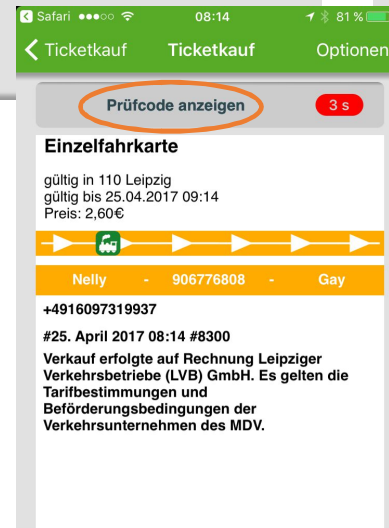 Safari 08:14 81 %
Ticketkauf Ticketkauf Optionen
Prüfcode anzeigen 3 s
Einzelfahrkarte
gültig in 110 Leipzig
gültig bis 25.04.2017 09:14
Preis: 2,60€
Nelly - 906776808 - Gay
+4916097319937
#25. April 2017 08:14 #8300
Verkauf erfolgte auf Rechnung Leipziger
Verkehrsbetriebe (LVB) GmbH. Es gelten die
Tarifbestimmungen und
Beförderungsbedingungen der
Verkehrsunternehmen des MDV.